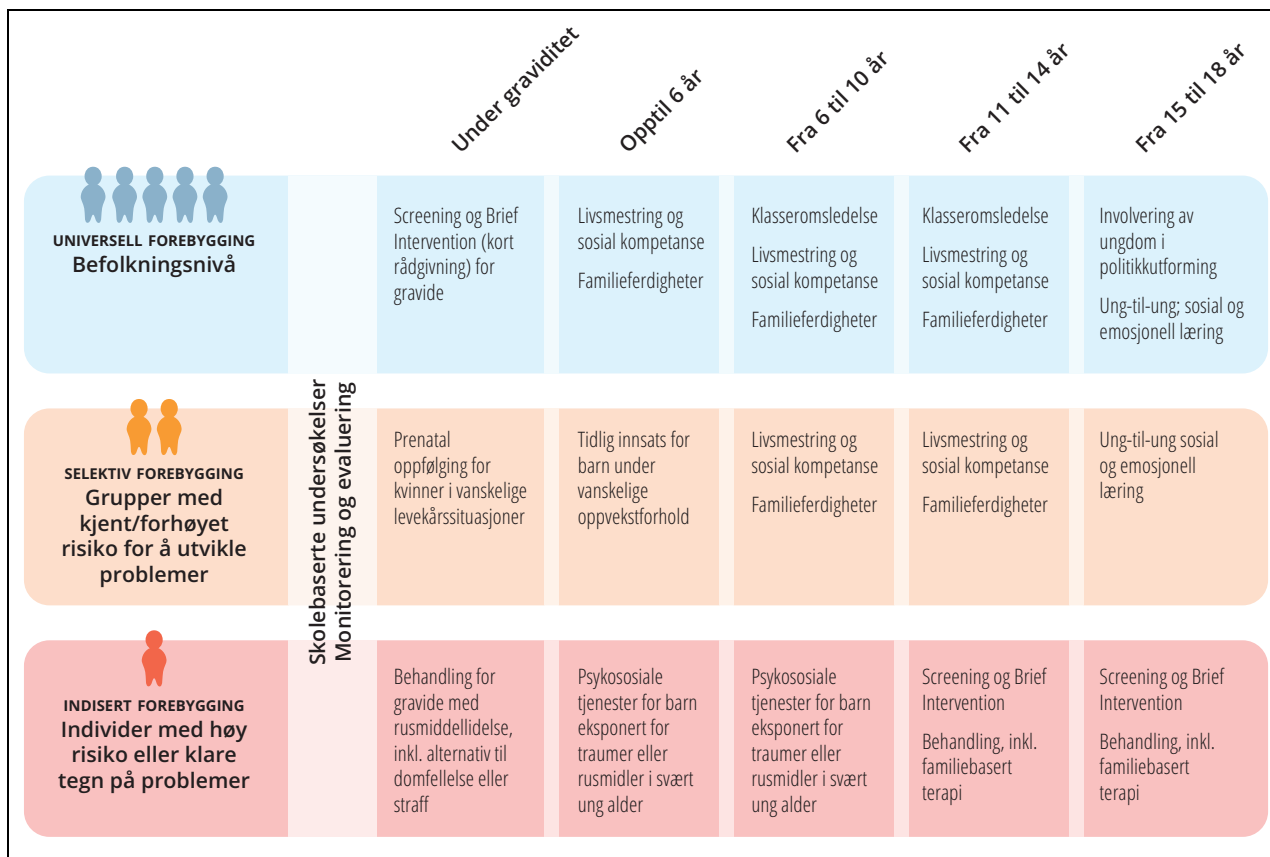 Under graviditet
Opptil 6 år
Fra 6 til 10 år
Fra 11 til 14 år
Fra 15 til 18 år
Skolebaserte undersøkelser
Monitorering og evaluering
UNIVERSELL FOREBYGGING
Befolkningsnivå
Screening og Brief
Intervention (kort
rådgivning) for
gravide
Livsmestring og
sosial kompetanse
Familieferdigheter
Klasseromsledelse
Livsmestring og
sosial kompetanse
Familieferdigheter
Klasseromsledelse
Livsmestring og
sosial kompetanse
Familieferdigheter
Involvering av
ungdom i
politikkutforming
Ung-til-ung; sosial og
emosjonell læring
SELEKTIV FOREBYGGING
Grupper med
kjent/forhøyet
risiko for å utvikle
problemer
Prenatal
oppfølging for
kvinner i vanskelige
levekårssituasjoner
Tidlig innsats for
barn under
vanskelige
oppvekstforhold
Livsmestring og
sosial kompetanse
Familieferdigheter
Livsmestring og
sosial kompetanse
Familieferdigheter
Ung-til-ung sosial
og emosjonell
læring
INDISERT FOREBYGGING
Individer med høy
risiko eller klare
tegn på problemer
Behandling for
gravide med
rusmiddellidelse,
inkl. alternativ til
domfellelse eller
straff
Psykososiale
tjenester for barn
eksponert for
traumer eller
rusmidler i svært
ung alder
Psykososiale
tjenester for barn
eksponert for
traumer eller
rusmidler i svært
ung alder
Screening og Brief
Intervention
Behandling, inkl.
familiebasert
terapi
Screening og Brief
Intervention
Behandling, inkl.
familiebasert
terapi